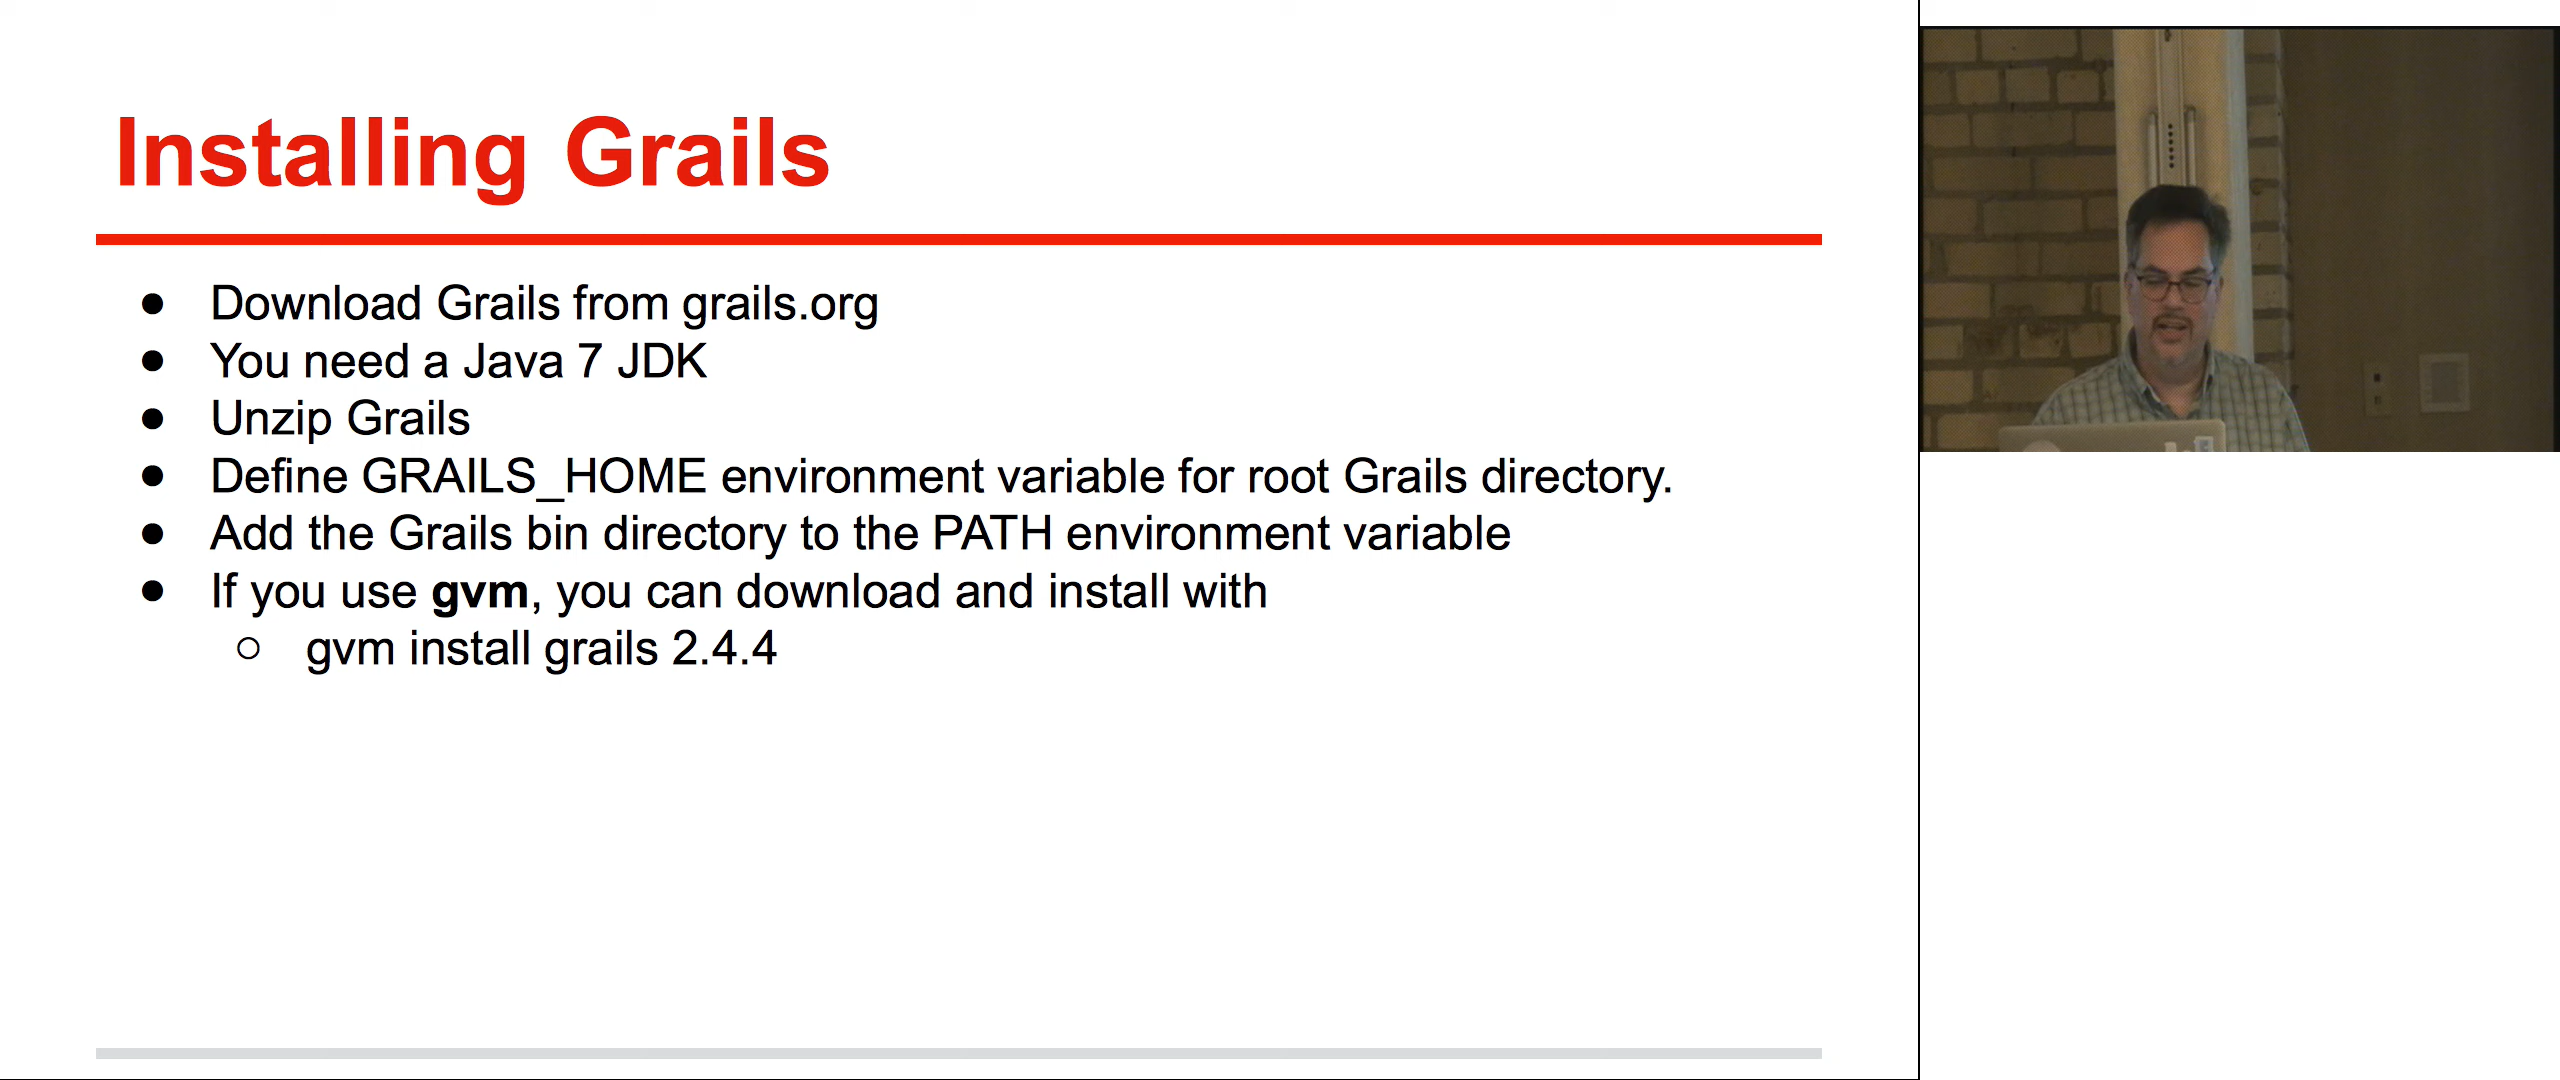 Installing Grails
● Download Grails from grails.org
● You need a Java 7 JDK
● Unzip Grails
● Define GRAILS_HOME environment variable for root Grails directory.
● Add the Grails bin directory to the PATH environment variable
● If you use gvm, you can download and install with
○ gvm install grails 2.4.4